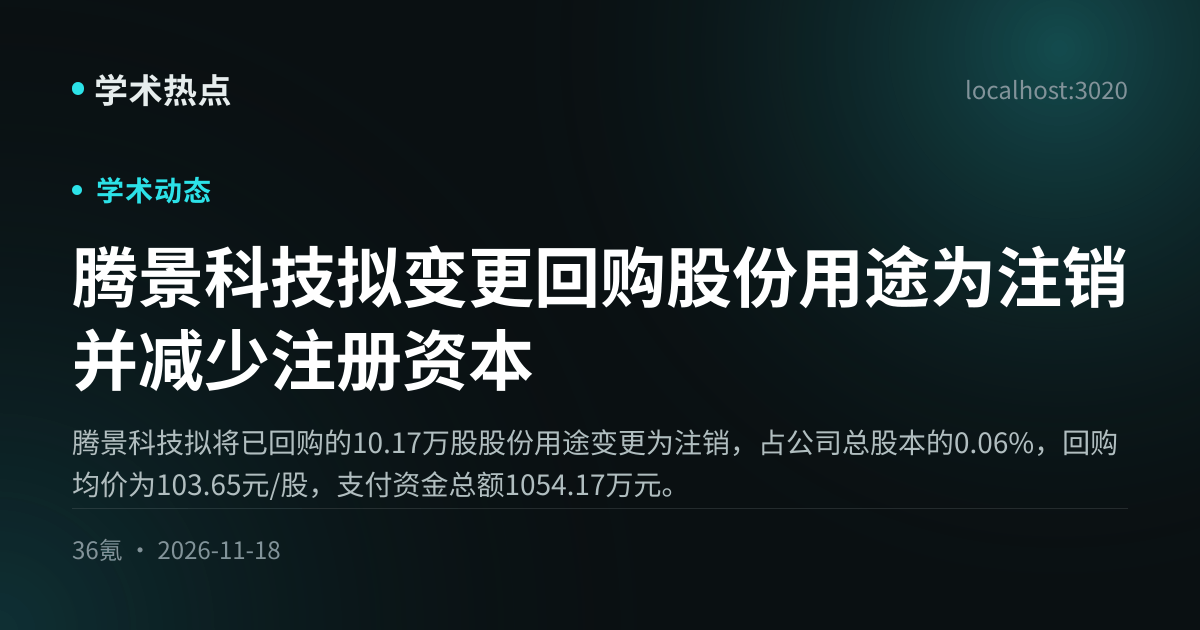 学术热点
localhost:3020
学术动态
腾景科技拟变更回购股份用途为注销
并减少注册资本
腾景科技拟将已回购的10.17万股股份用途变更为注销，占公司总股本的0.06%，回购
均价为103.65元/股，支付资金总额1054.17万元。
36氪 · 2026-11-18